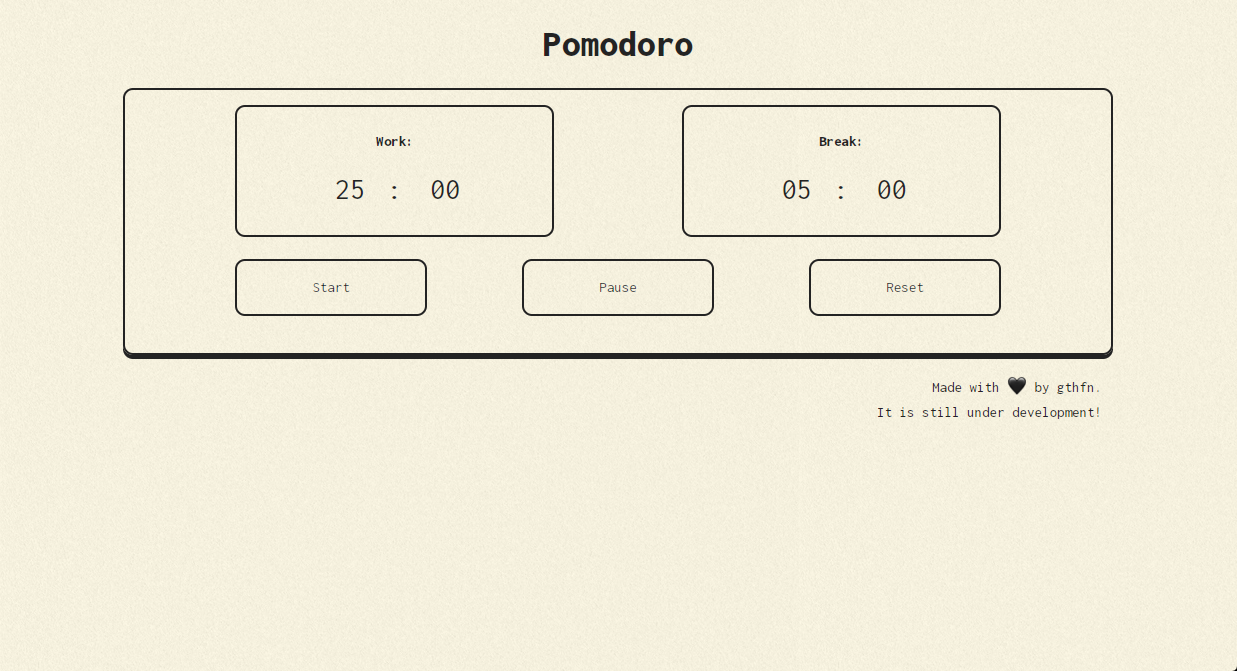 Pomodoro
Work:
Break:
25 : 00
05 : 00
Start
Pause
Reset
Made with 🖤 by gthfn.
It is still under development!